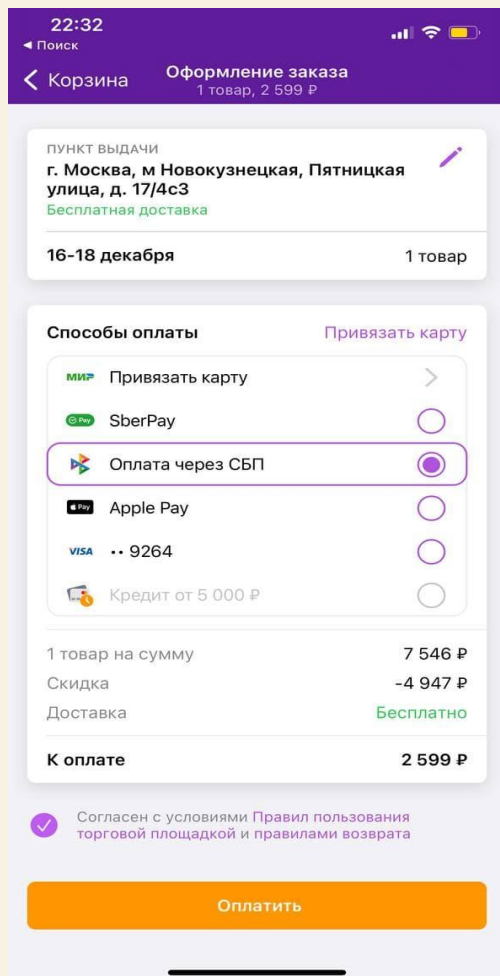 22:32
◀ Поиск
Корзина
Оформление заказа
1 товар, 2 599 ₽
ПУНКТ ВЫДАЧИ
г. Москва, м Новокузнецкая, Пятницкая
улица, д. 17/4с3
Бесплатная доставка
16-18 декабря 1 товар
Способы оплаты Привязать карту
МИР Привязать карту
Pay SberPay
Оплата через СБП
Pay Apple Pay
VISA •• 9264
Кредит от 5 000 ₽
1 товар на сумму 7 546 ₽
Скидка -4 947 ₽
Доставка Бесплатно
К оплате 2 599 ₽
Согласен с условиями Правил пользования
торговой площадкой и правилами возврата
Оплатить